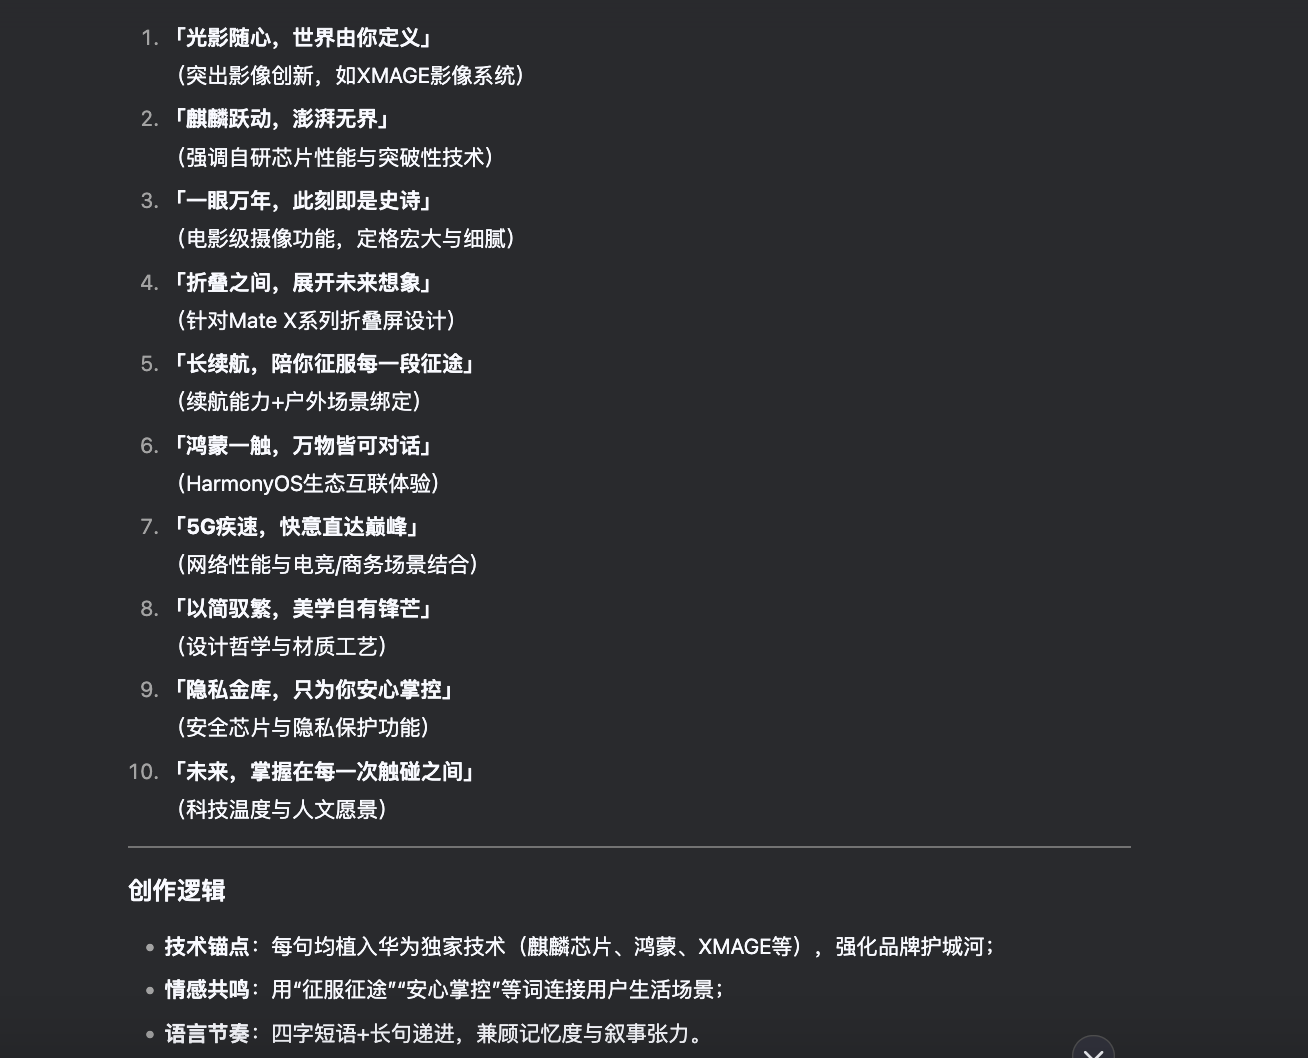 1. 「光影随心，世界由你定义」
（突出影像创新，如XMAGE影像系统）
2. 「麒麟跃动，澎湃无界」
（强调自研芯片性能与突破性技术）
3. 「一眼万年，此刻即是史诗」
（电影级摄像功能，定格宏大与细腻）
4. 「折叠之间，展开未来想象」
（针对Mate X系列折叠屏设计）
5. 「长续航，陪你征服每一段征途」
（续航能力+户外场景绑定）
6. 「鸿蒙一触，万物皆可对话」
（HarmonyOS生态互联体验）
7. 「5G疾速，快意直达巅峰」
（网络性能与电竞/商务场景结合）
8. 「以简驭繁，美学自有锋芒」
（设计哲学与材质工艺）
9. 「隐私金库，只为你安心掌控」
（安全芯片与隐私保护功能）
10. 「未来，掌握在每一次触碰之间」
（科技温度与人文愿景）
创作逻辑
• 技术锚点：每句均植入华为独家技术（麒麟芯片、鸿蒙、XMAGE等），强化品牌护城河；
• 情感共鸣：用“征服征途”“安心掌控”等词连接用户生活场景；
• 语言节奏：四字短语+长句递进，兼顾记忆度与叙事张力。